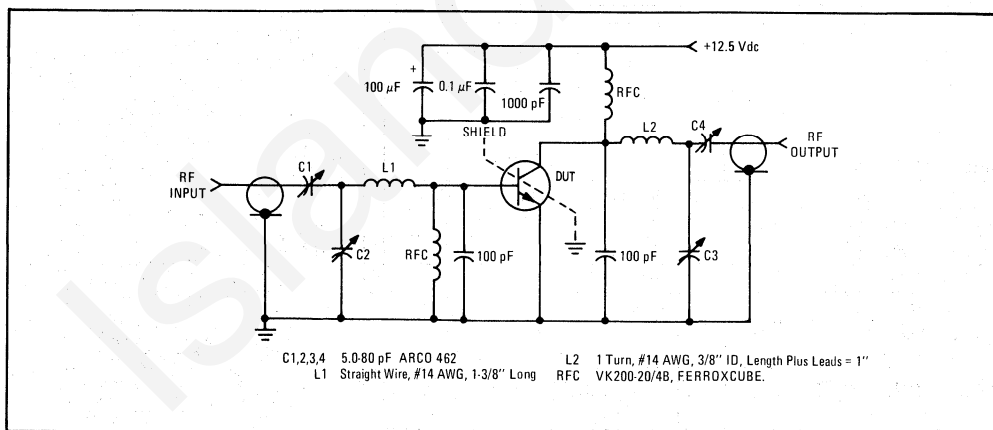 +12.5 Vdc
+
100 μF
0.1 μF
1000 pF
RFC
SHIELD
L2
C4
RF
OUTPUT
C1
L1
DUT
RF
INPUT
C2
RFC
100 pF
100 pF
C3
C1,2,3,4 5.0-80 pF ARCO 462
L1 Straight Wire, #14 AWG, 1-3/8" Long
L2 1 Turn, #14 AWG, 3/8" ID, Length Plus Leads = 1"
RFC VK200-20/4B, FERROXCUBE.
Islan